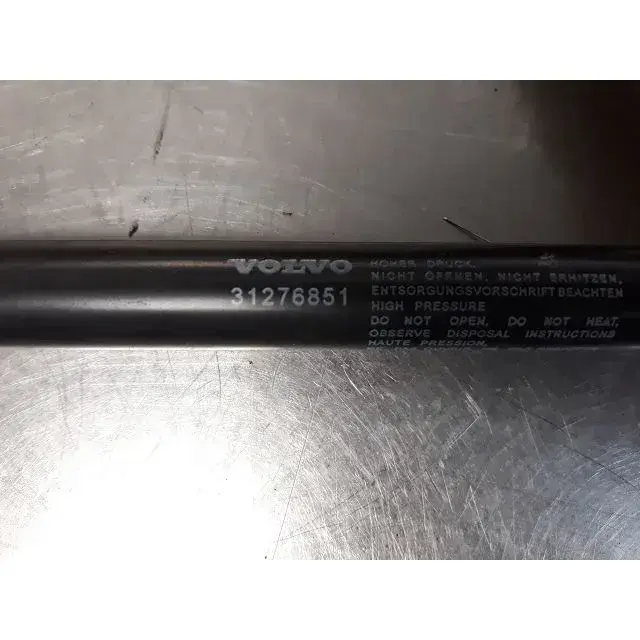 VOLVO
31276851
HOHER DRUCK,
NICHT OPENEN, NICHT ERHITZEN,
ENTSORGUNGSVORSCHRIFT BEACHTEN
HIGH PRESSURE
DO NOT OPEN, DO NOT HEAT,
OBSERVE DISPOSAL INSTRUCTIONS
HAUTE PRESSION,